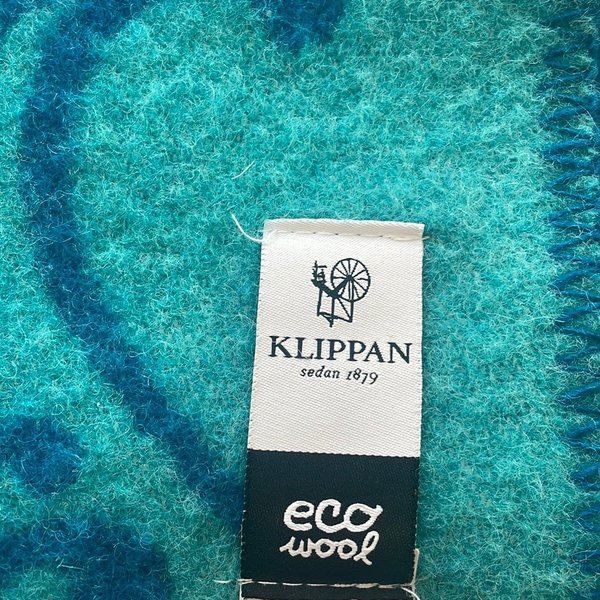 KLIPPAN
sedan 1879
eco
wool